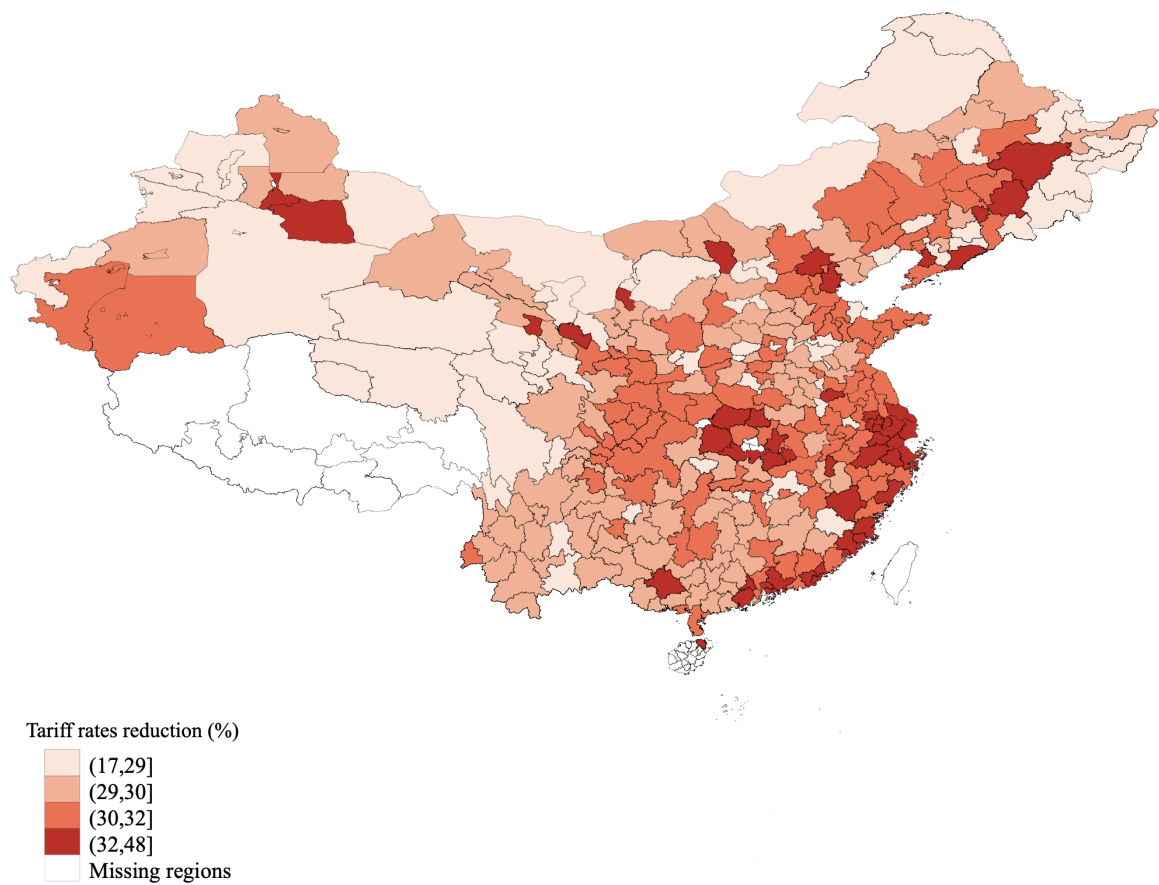 Tariff rates reduction (%)
(17,29]
(29,30]
(30,32]
(32,48]
Missing regions